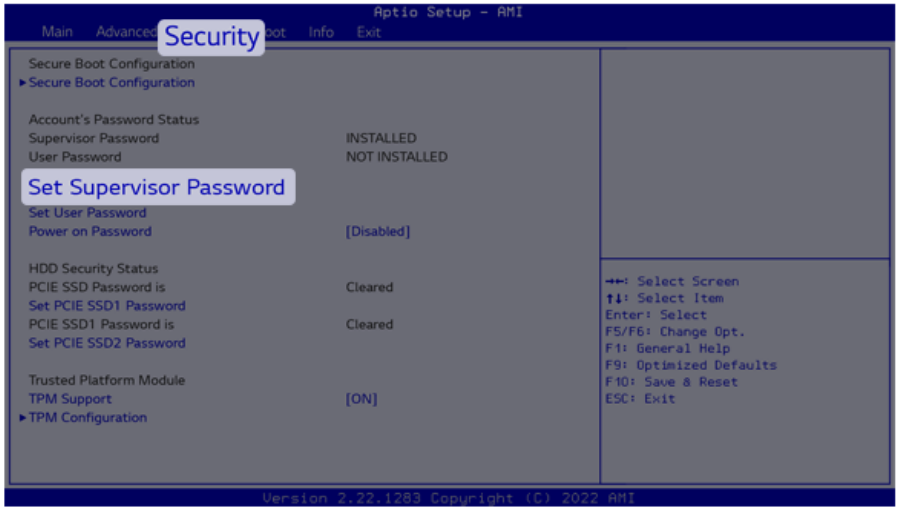 Aptio Setup – AMI
Main Advanced Security oot Info Exit
Secure Boot Configuration
►Secure Boot Configuration
Account's Password Status
Supervisor Password INSTALLED
User Password NOT INSTALLED
Set Supervisor Password
Set User Password
Power on Password [Disabled]
HDD Security Status
PCIE SSD Password is Cleared
Set PCIE SSD1 Password
PCIE SSD1 Password is Cleared
Set PCIE SSD2 Password
Trusted Platform Module
TPM Support [ON]
►TPM Configuration
→←: Select Screen
↑↓: Select Item
Enter: Select
F5/F6: Change Opt.
F1: General Help
F9: Optimized Defaults
F10: Save & Reset
ESC: Exit
Version 2.22.1283 Copyright (C) 2022 AMI